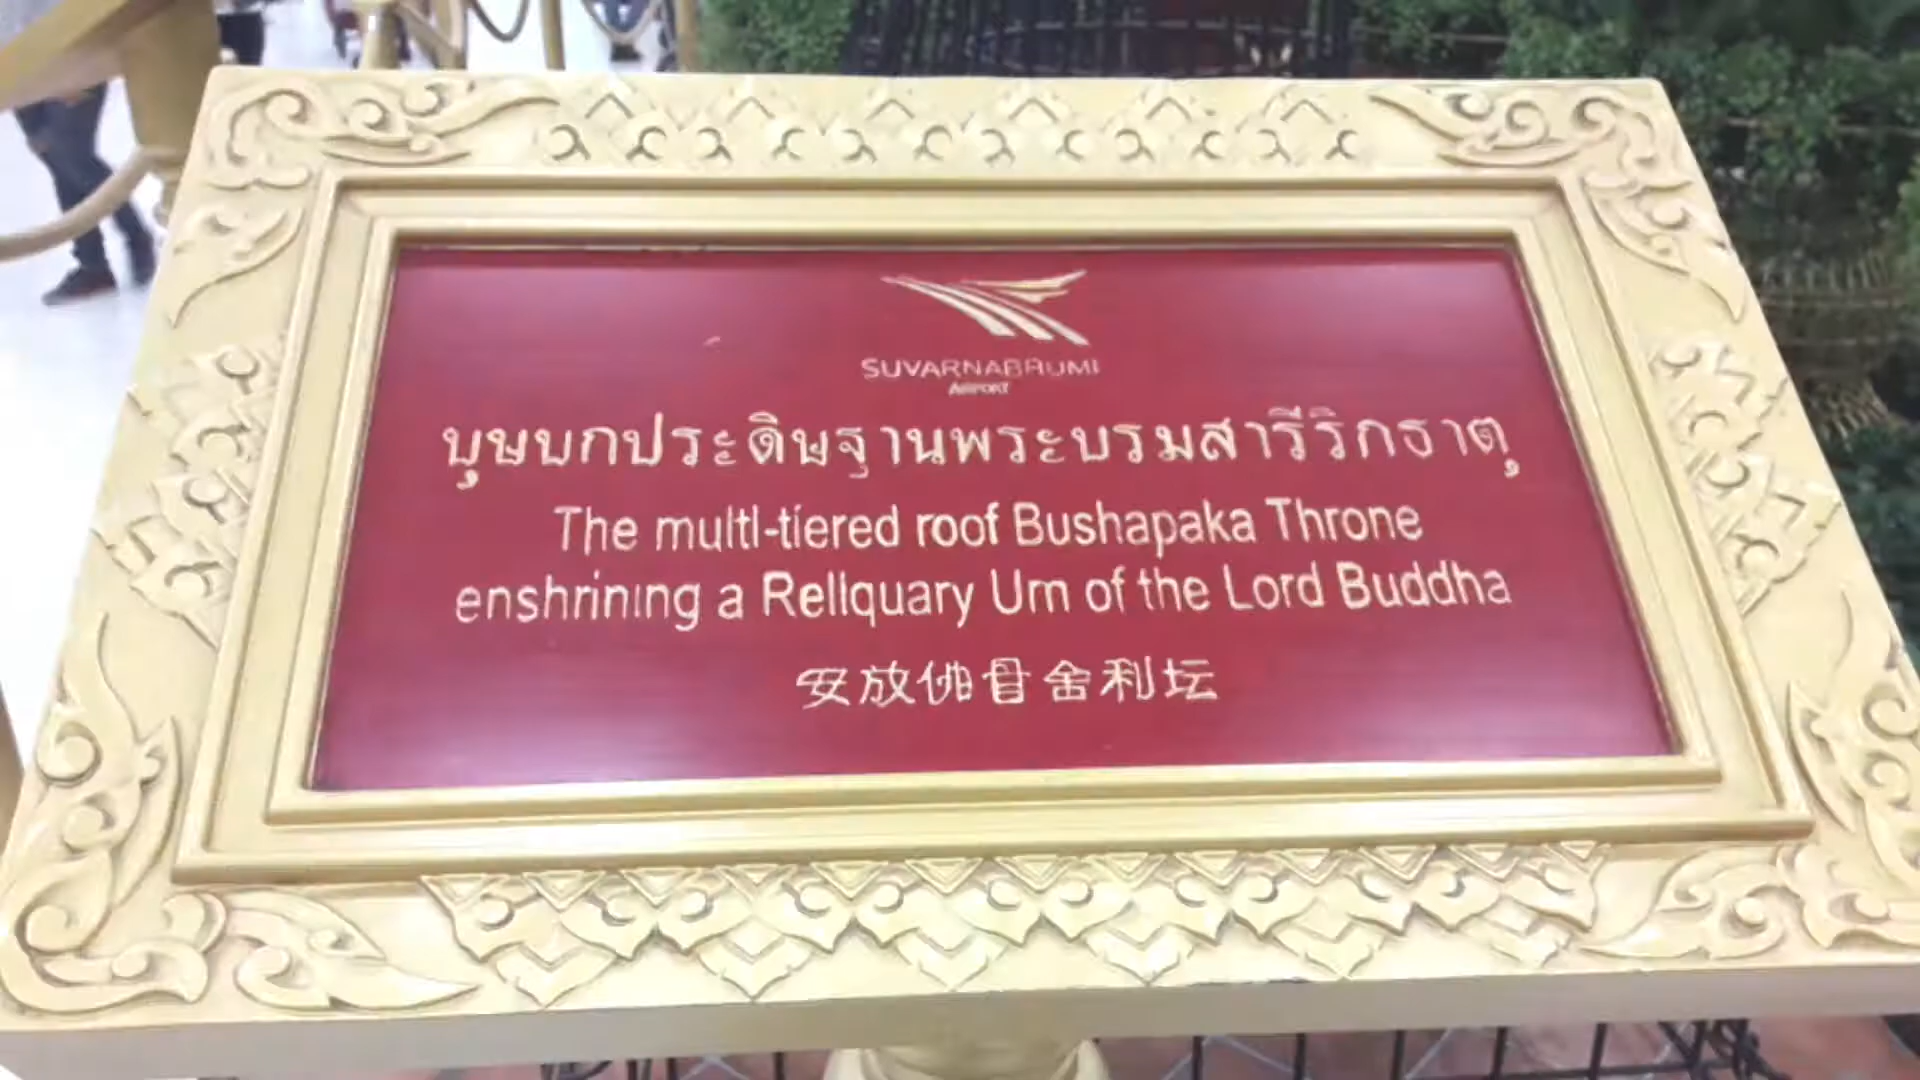 SUVARNABHUMI
AIRPORT
บุษบกประดิษฐานพระบรมสารีริกธาตุ
The multi-tiered roof Bushapaka Throne
enshrining a Reliquary Urn of the Lord Buddha
安放佛骨舍利坛